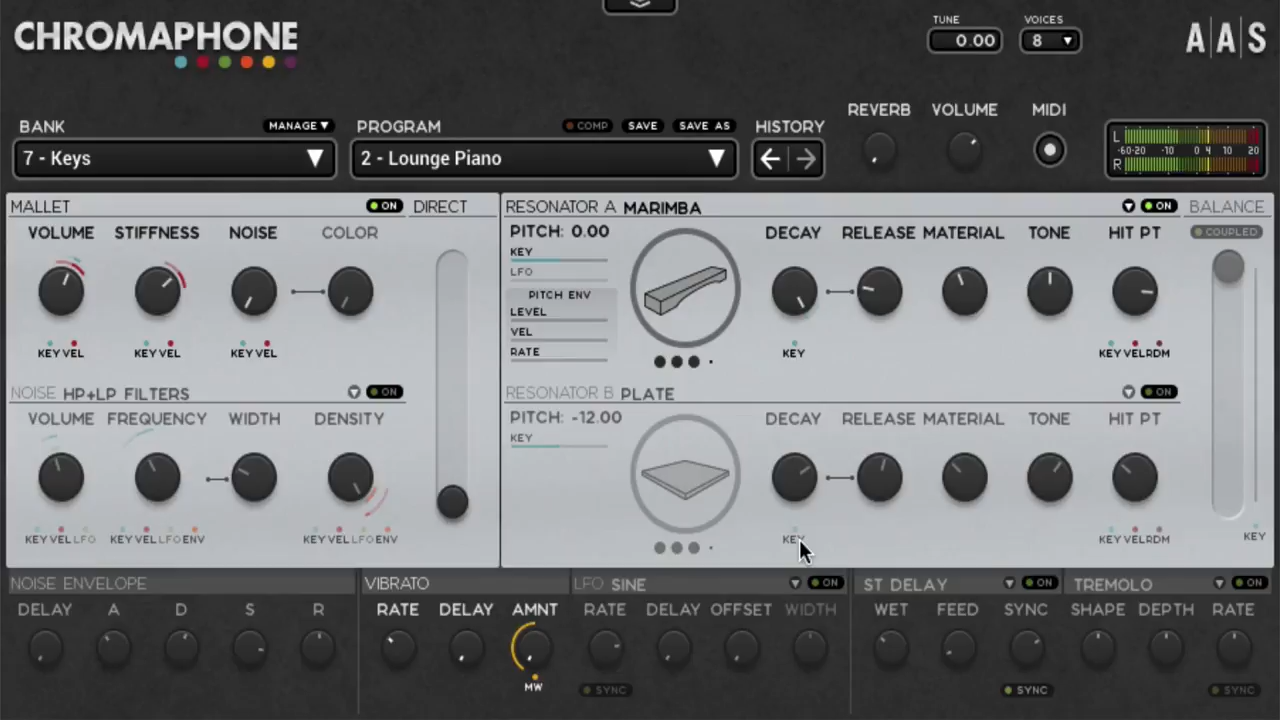 CHROMAPHONE
TUNE
0.00
VOICES
8
A|A|S
BANK
MANAGE
7 - Keys
PROGRAM
COMP
SAVE
SAVE AS
2 - Lounge Piano
HISTORY
REVERB
VOLUME
MIDI
L
-60-20 -10 0 4 10 20
R
MALLET
ON
DIRECT
VOLUME
STIFFNESS
NOISE
COLOR
KEY VEL
KEY VEL
KEY VEL
NOISE HP+LP FILTERS
ON
VOLUME
FREQUENCY
WIDTH
DENSITY
KEY VEL LFO
KEY VEL LFO ENV
KEY VEL LFO ENV
RESONATOR A MARIMBA
ON
BALANCE
COUPLED
PITCH: 0.00
KEY
LFO
PITCH ENV
LEVEL
VEL
RATE
DECAY
RELEASE
MATERIAL
TONE
HIT PT
KEY
KEY VEL RDM
RESONATOR B PLATE
ON
PITCH: -12.00
KEY
DECAY
RELEASE
MATERIAL
TONE
HIT PT
KEY
KEY VEL RDM
KEY
NOISE ENVELOPE
DELAY
A
D
S
R
VIBRATO
RATE
DELAY
AMNT
MW
LFO SINE
ON
RATE
DELAY
OFFSET
WIDTH
SYNC
ST DELAY
ON
WET
FEED
SYNC
SYNC
TREMOLO
ON
SHAPE
DEPTH
RATE
SYNC